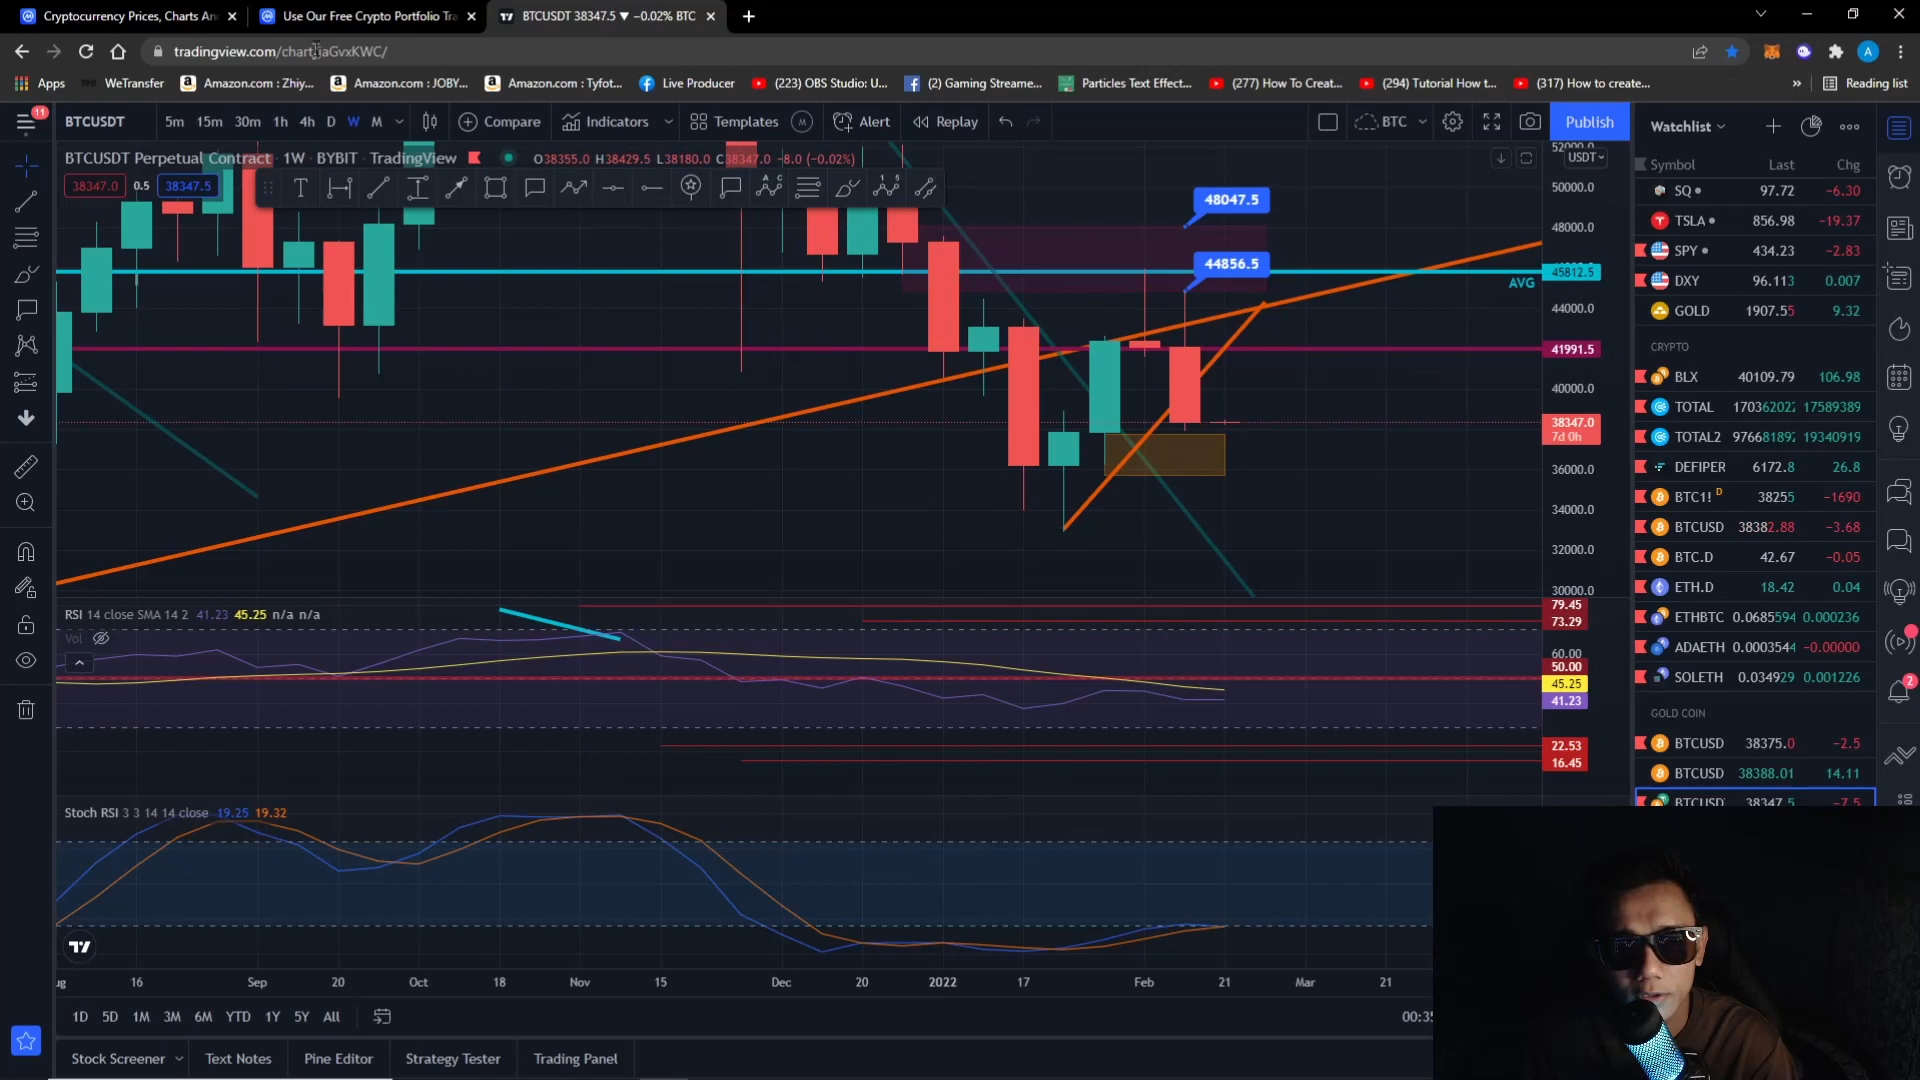 Cryptocurrency Prices, Charts An
Use Our Free Crypto Portfolio Tra
BTCUSDT 38347.5 ▼ −0.02% BTC
tradingview.com/chart/jaGvxKWC/
Apps
WeTransfer
Amazon.com : Zhiy...
Amazon.com : JOBY...
Amazon.com : Tyfot...
Live Producer
(223) OBS Studio: U...
(2) Gaming Streame...
Particles Text Effect...
(277) How To Creat...
(294) Tutorial How t...
(317) How to create...
»
Reading list
11
BTCUSDT 5m 15m 30m 1h 4h D W M
Compare
Indicators
Templates
M
Alert
Replay
BTC
Publish
Watchlist
BTCUSDT Perpetual Contract · 1W · BYBIT · TradingView
O38355.0 H38429.5 L38180.0 C38347.0 −8.0 (−0.02%)
38347.0 0.5 38347.5
USDT
52000.0
50000.0
48000.0
45812.5
AVG
44000.0
41991.5
40000.0
38347.0
7d 0h
36000.0
34000.0
32000.0
30000.0
48047.5
44856.5
RSI 14 close SMA 14 2 41.23 45.25 n/a n/a
Vol
79.45
73.29
60.00
50.00
45.25
41.23
22.53
16.45
Stoch RSI 3 3 14 14 close 19.25 19.32
ug 16 Sep 20 Oct 18 Nov 15 Dec 20 2022 17 Feb 21 Mar 21
1D 5D 1M 3M 6M YTD 1Y 5Y All
00:35
Stock Screener
Text Notes
Pine Editor
Strategy Tester
Trading Panel
Symbol Last Chg
SQ 97.72 −6.30
TSLA 856.98 −19.37
SPY 434.23 −2.83
DXY 96.113 0.007
GOLD 1907.55 9.32
CRYPTO
BLX 40109.79 106.98
TOTAL 17036202 17589389
TOTAL2 97668189 19340919
DEFIPER 6172.8 26.8
BTC1! D 38255 −1690
BTCUSD 38382.88 −3.68
BTC.D 42.67 −0.05
ETH.D 18.42 0.04
ETHBTC 0.0685594 0.000236
ADAETH 0.0003544 −0.00000
SOLETH 0.034929 0.001226
GOLD COIN
BTCUSD 38375.0 −2.5
BTCUSD 38388.01 14.11
BTCUSD 38347.5 −7.5
2
A